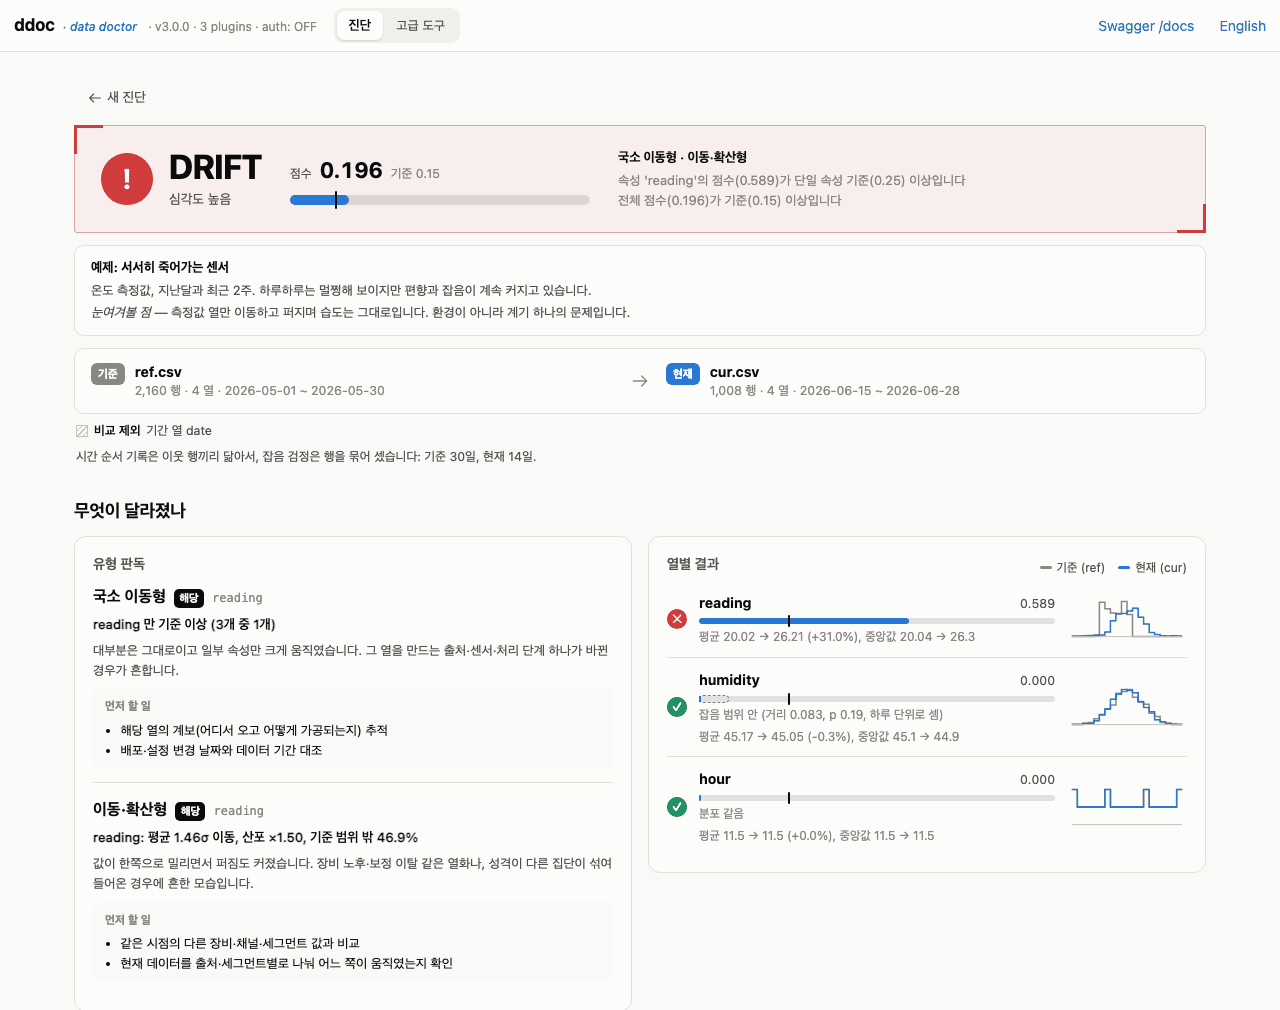 ddoc · data doctor · v3.0.0 · 3 plugins · auth: OFF 진단 고급 도구 Swagger /docs English
← 새 진단
! DRIFT
심각도 높음
점수 0.196 기준 0.15
국소 이동형 · 이동·확산형
속성 'reading'의 점수(0.589)가 단일 속성 기준(0.25) 이상입니다
전체 점수(0.196)가 기준(0.15) 이상입니다
예제: 서서히 죽어가는 센서
온도 측정값, 지난달과 최근 2주. 하루하루는 멀쩡해 보이지만 편향과 잡음이 계속 커지고 있습니다.
눈여겨볼 점 — 측정값 열만 이동하고 퍼지며 습도는 그대로입니다. 환경이 아니라 계기 하나의 문제입니다.
기준 ref.csv
2,160 행 · 4 열 · 2026-05-01 ~ 2026-05-30
→
현재 cur.csv
1,008 행 · 4 열 · 2026-06-15 ~ 2026-06-28
비교 제외 기간 열 date
시간 순서 기록은 이웃 행끼리 닮아서, 잡음 검정은 행을 묶어 셌습니다: 기준 30일, 현재 14일.
무엇이 달라졌나
유형 판독
국소 이동형 해당 reading
reading 만 기준 이상 (3개 중 1개)
대부분은 그대로이고 일부 속성만 크게 움직였습니다. 그 열을 만드는 출처·센서·처리 단계 하나가 바뀐
경우가 흔합니다.
먼저 할 일
• 해당 열의 계보(어디서 오고 어떻게 가공되는지) 추적
• 배포·설정 변경 날짜와 데이터 기간 대조
이동·확산형 해당 reading
reading: 평균 1.46σ 이동, 산포 ×1.50, 기준 범위 밖 46.9%
값이 한쪽으로 밀리면서 퍼짐도 커졌습니다. 장비 노후·보정 이탈 같은 열화나, 성격이 다른 집단이 섞여
들어온 경우에 흔한 모습입니다.
먼저 할 일
• 같은 시점의 다른 장비·채널·세그먼트 값과 비교
• 현재 데이터를 출처·세그먼트별로 나눠 어느 쪽이 움직였는지 확인
열별 결과
기준 (ref) 현재 (cur)
reading 0.589
평균 20.02 → 26.21 (+31.0%), 중앙값 20.04 → 26.3
humidity 0.000
잡음 범위 안 (거리 0.083, p 0.19, 하루 단위로 셈)
평균 45.17 → 45.05 (-0.3%), 중앙값 45.1 → 44.9
hour 0.000
분포 같음
평균 11.5 → 11.5 (+0.0%), 중앙값 11.5 → 11.5